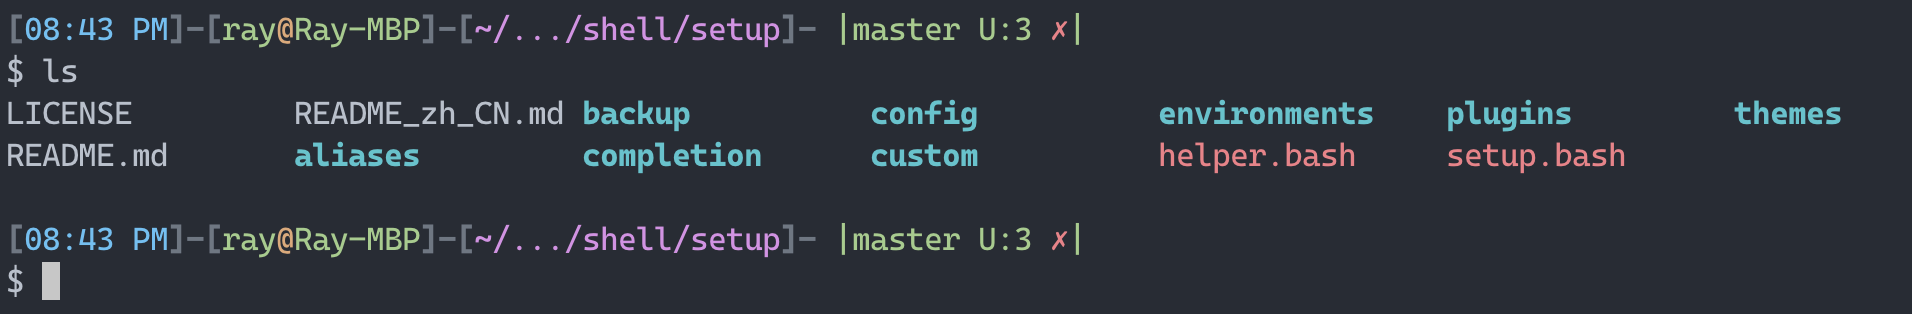 [08:43 PM]-[ray@Ray-MBP]-[~/.../shell/setup]- |master U:3 ✗|
$ ls
LICENSE         README_zh_CN.md backup          config          environments    plugins         themes
README.md       aliases         completion      custom          helper.bash     setup.bash
[08:43 PM]-[ray@Ray-MBP]-[~/.../shell/setup]- |master U:3 ✗|
$